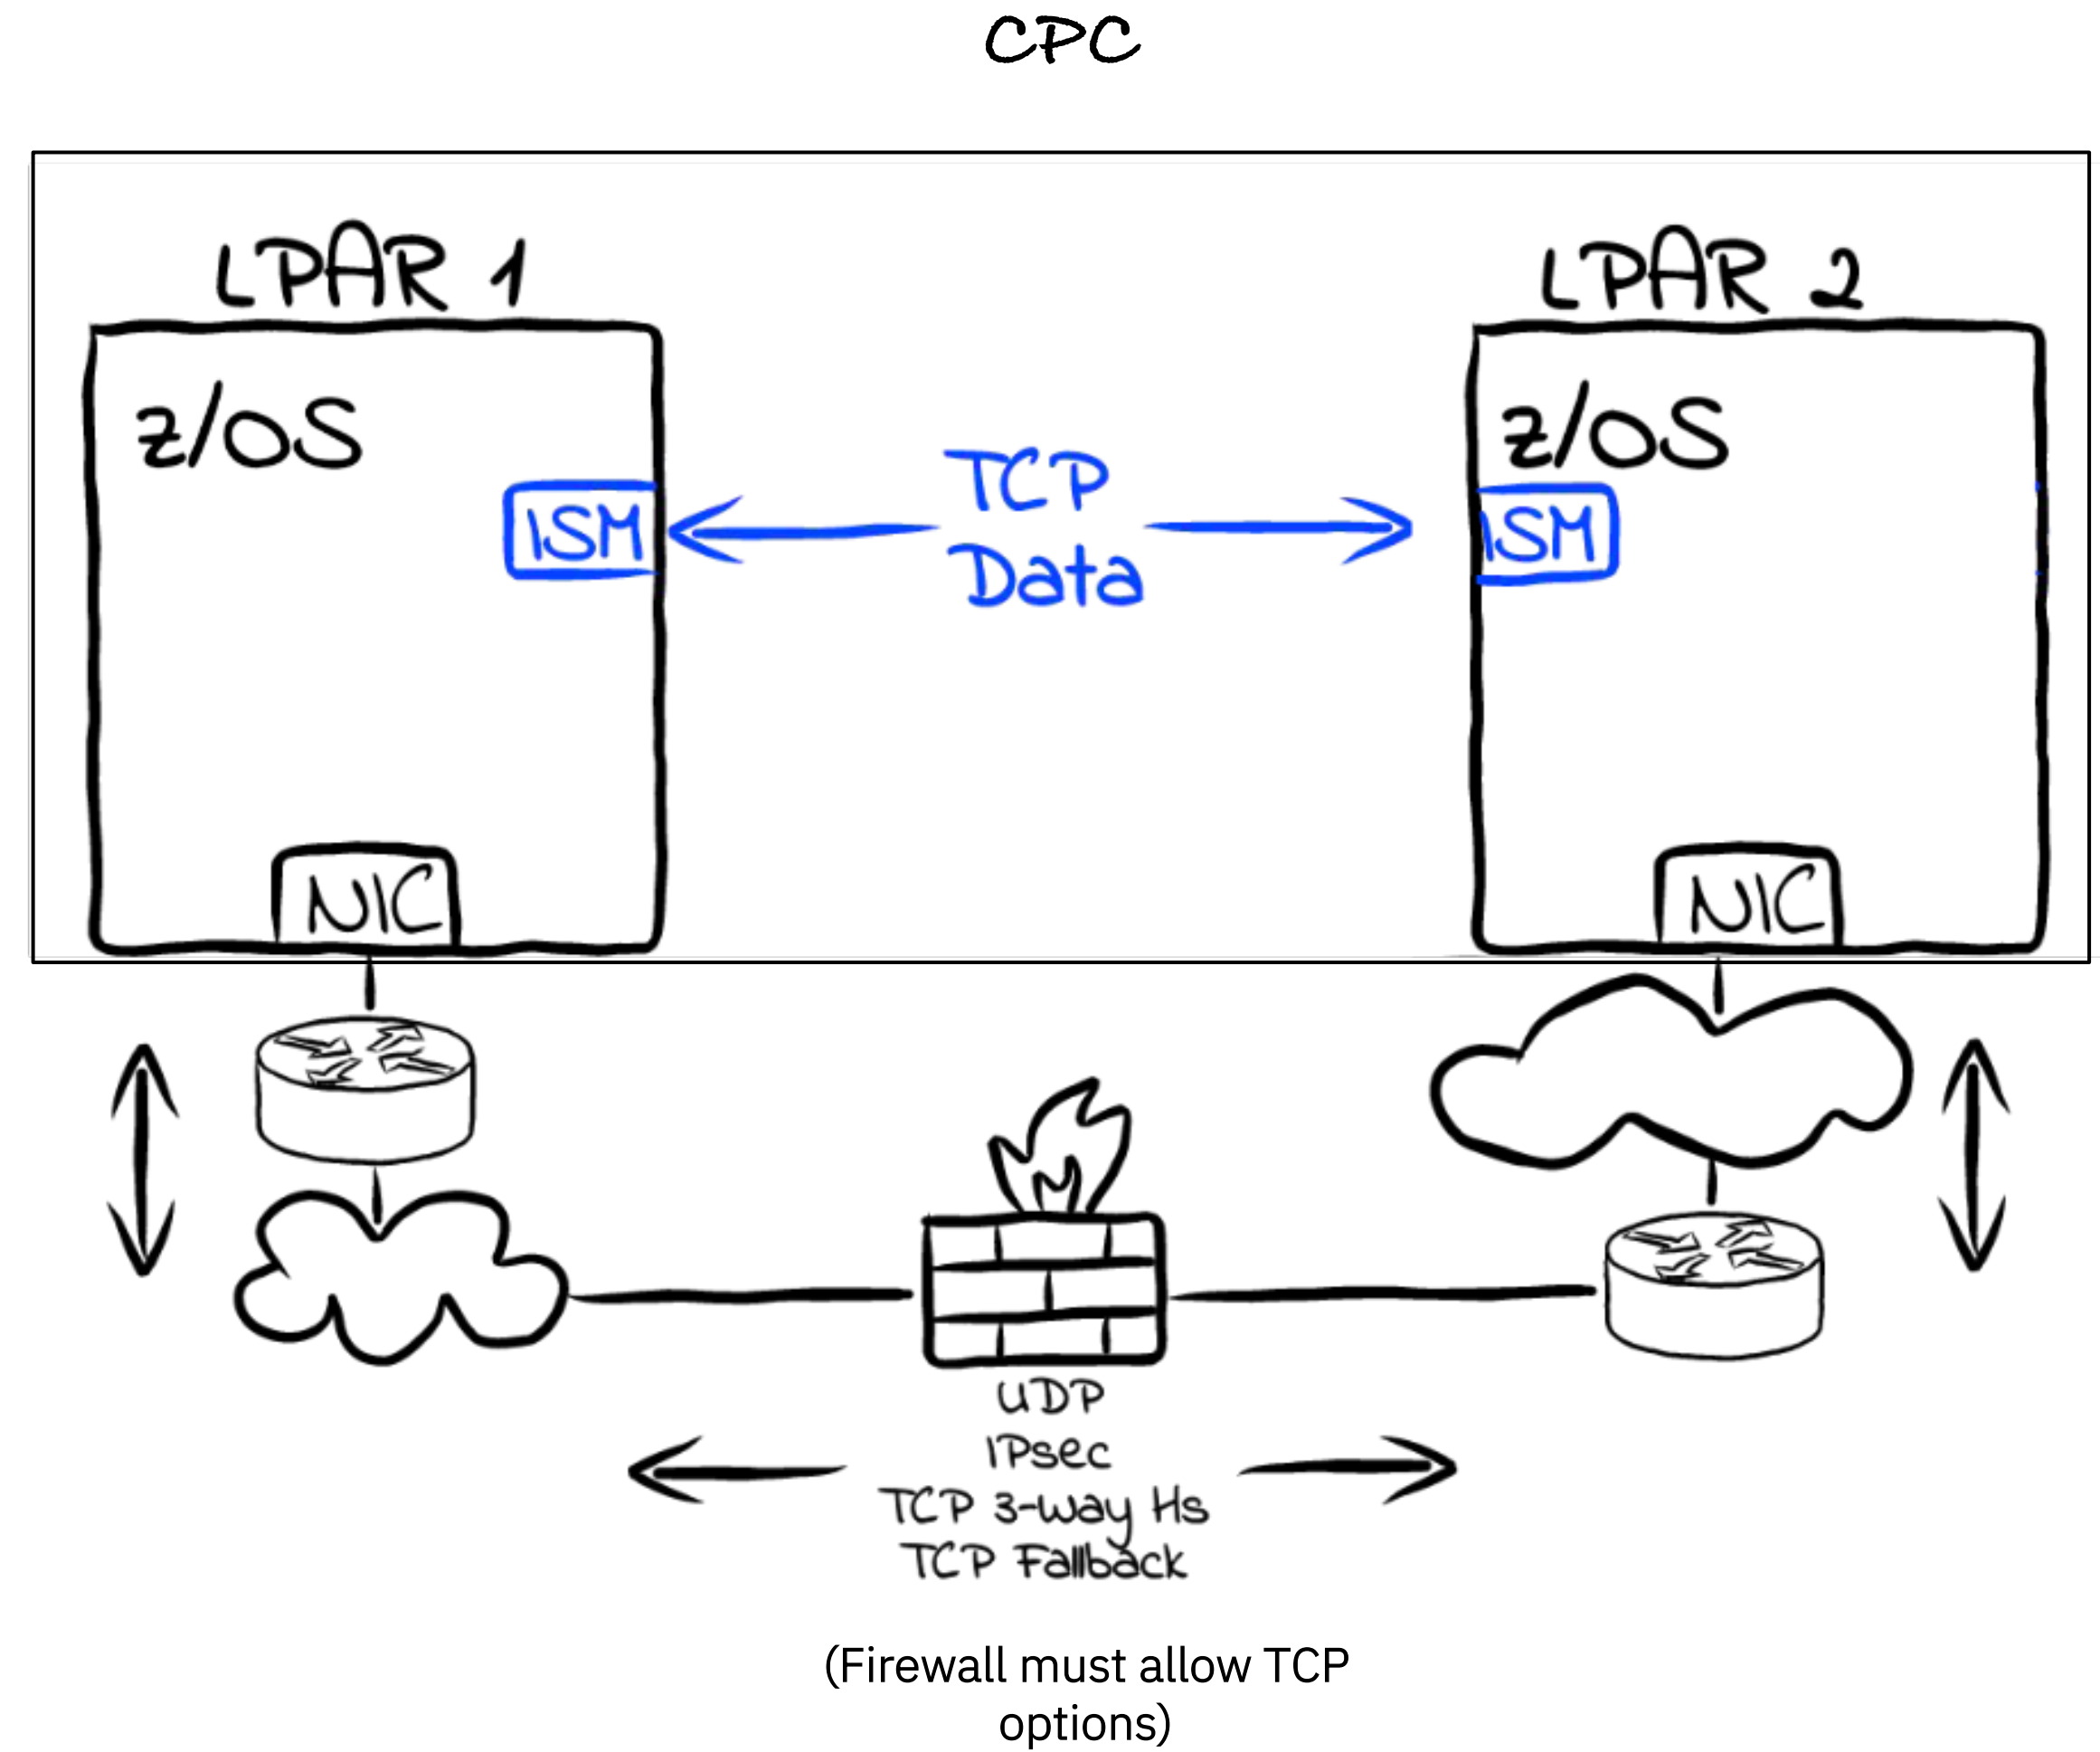 CPC
LPAR 1
LPAR 2
z/OS
z/OS
ISM
TCP
Data
ISM
NIC
NIC
UDP
IPsec
TCP 3-way Hs
TCP Fallback
(Firewall must allow TCP
options)